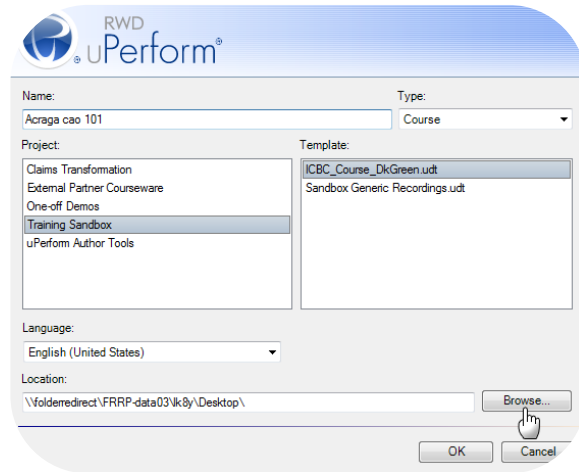 RWD
uPerform®
Name:
Type:
Acraga cao 101
Course
Project:
Template:
Claims Transformation
External Partner Courseware
One-off Demos
Training Sandbox
uPerform Author Tools
ICBC_Course_DkGreen.udt
Sandbox Generic Recordings.udt
Language:
English (United States)
Location:
\\folderredirect\FRRP-data03\lk8y\Desktop\
Browse...
OK
Cancel